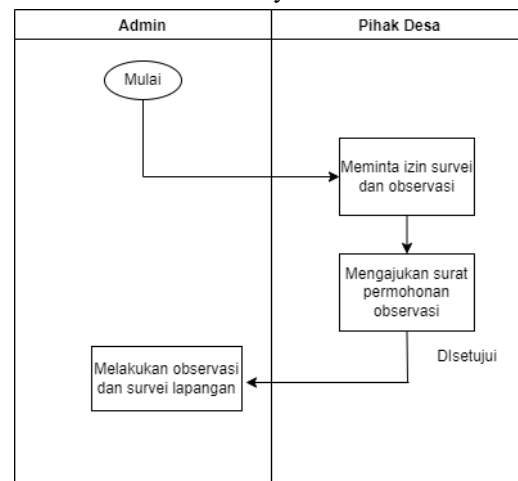 Admin
Pihak Desa
Mulai
Meminta izin survei
dan observasi
Mengajukan surat
permohonan
observasi
DIsetujui
Melakukan observasi
dan survei lapangan